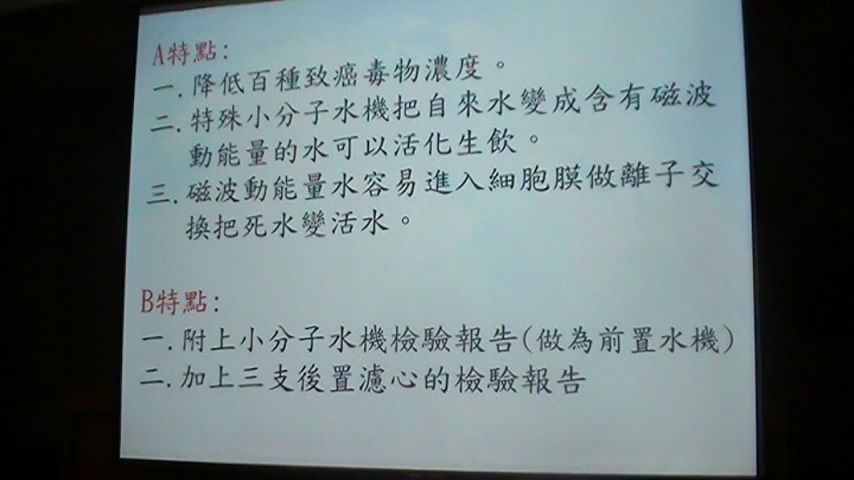 A特點:
一.降低百種致癌毒物濃度。
二.特殊小分子水機把自來水變成含有磁波
動能量的水可以活化生飲。
三.磁波動能量水容易進入細胞膜做離子交
換把死水變活水。
B特點:
一.附上小分子水機檢驗報告(做為前置水機)
二.加上三支後置濾心的檢驗報告